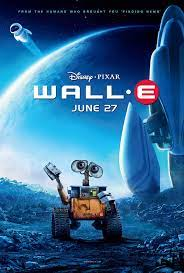 FROM THE HUMANS WHO BROUGHT YOU "FINDING NEMO"
Disney · PIXAR
WALL·E
JUNE 27